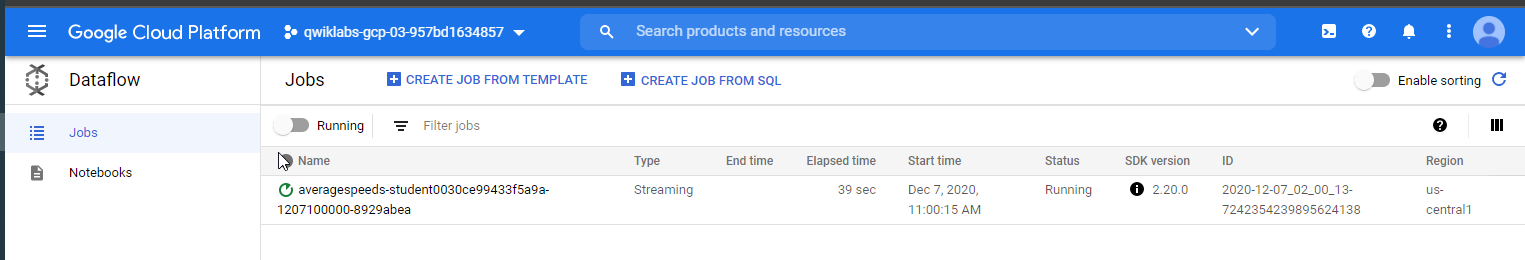 Google Cloud Platform
qwiklabs-gcp-03-957bd1634857
Search products and resources
Dataflow
Jobs
CREATE JOB FROM TEMPLATE
CREATE JOB FROM SQL
Enable sorting
Jobs
Notebooks
Running
Filter jobs
Name Type End time Elapsed time Start time Status SDK version ID Region
averagespeeds-student0030ce99433f5a9a- Streaming 39 sec Dec 7, 2020, Running 2.20.0 2020-12-07_02_00_13- us-
1207100000-8929abea 11:00:15 AM 7242354239895624138 central1